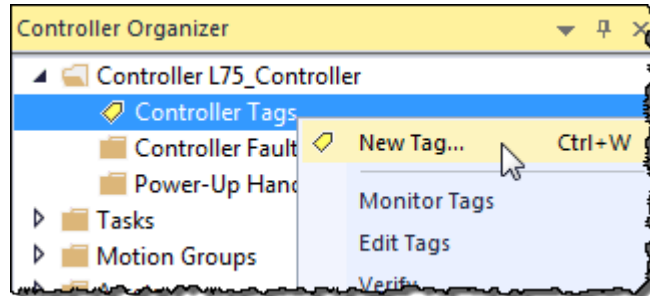 Controller Organizer
Controller L75_Controller
Controller Tags
New Tag... Ctrl+W
Controller Fault
Power-Up Hand
Monitor Tags
Tasks
Edit Tags
Motion Groups
Verify